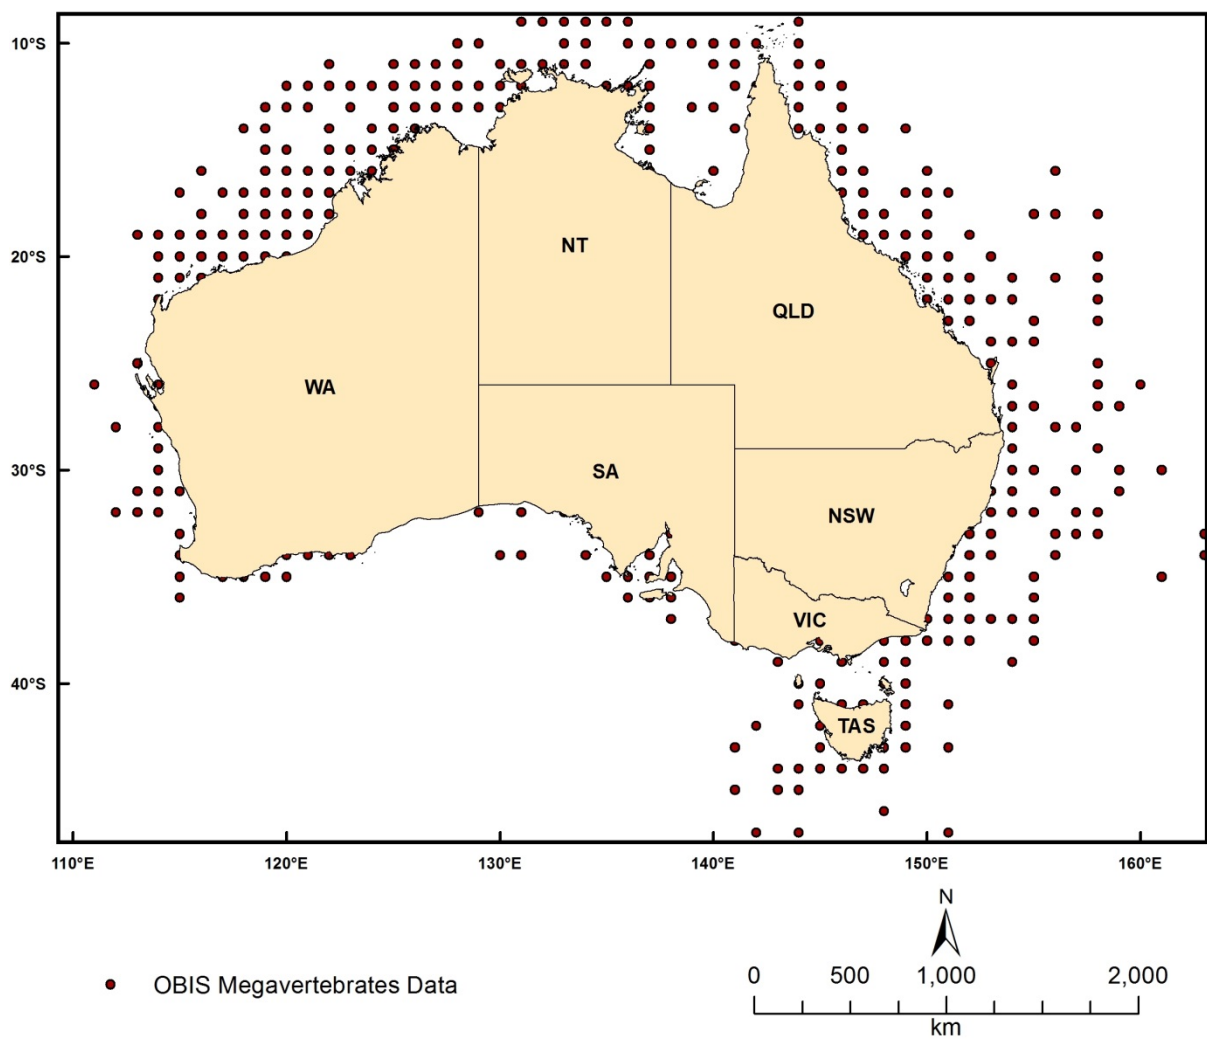 10°S
NT
20°S
QLD
WA
SA
30°S
NSW
VIC
40°S
TAS
110°E 120°E 130°E 140°E 150°E 160°E
N
OBIS Megavertebrates Data
0 500 1,000 2,000
km